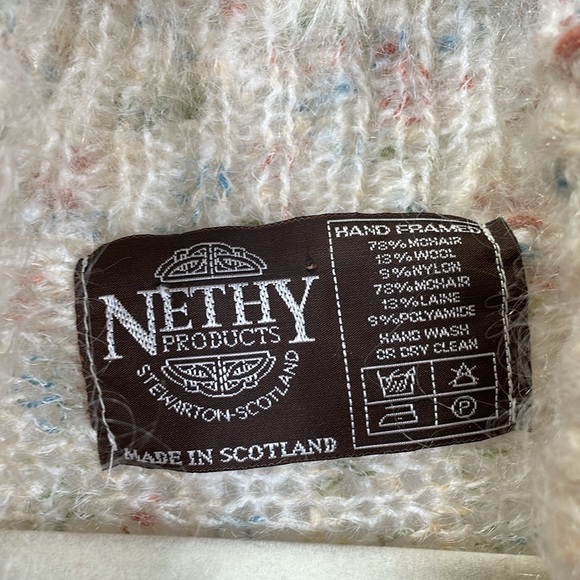 NETHY
PRODUCTS
STEWARTON-SCOTLAND
MADE IN SCOTLAND
HAND FRAMED
78% MOHAIR
13% WOOL
9% NYLON
78% MOHAIR
13% LAINE
9% POLYAMIDE
HAND WASH
OR DRY CLEAN
P